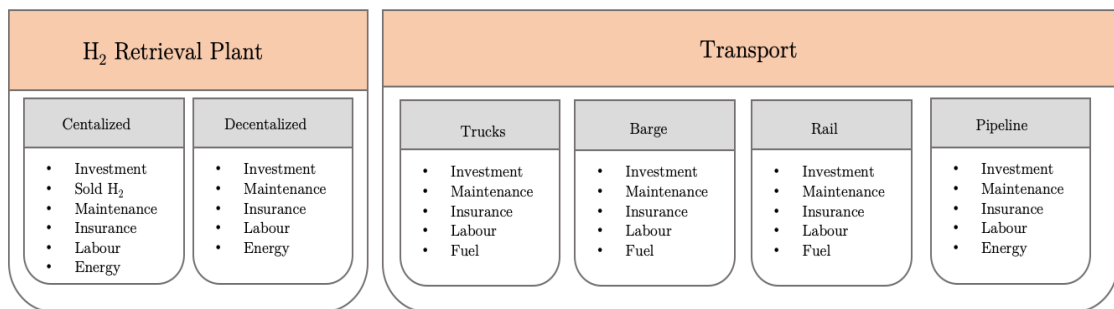 H₂ Retrieval Plant
Centalized
• Investment
• Sold H₂
• Maintenance
• Insurance
• Labour
• Energy
Decentalized
• Investment
• Maintenance
• Insurance
• Labour
• Energy
Transport
Trucks
• Investment
• Maintenance
• Insurance
• Labour
• Fuel
Barge
• Investment
• Maintenance
• Insurance
• Labour
• Fuel
Rail
• Investment
• Maintenance
• Insurance
• Labour
• Fuel
Pipeline
• Investment
• Maintenance
• Insurance
• Labour
• Energy